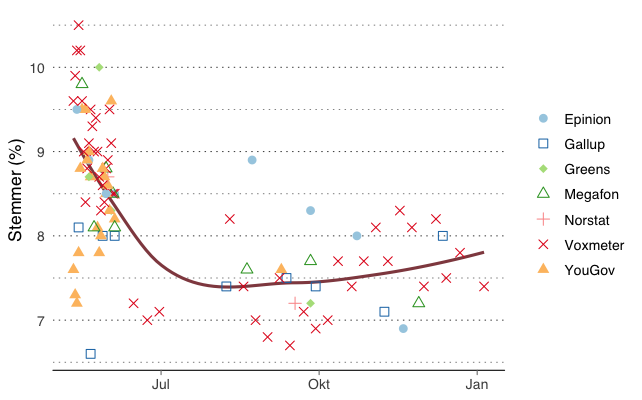 Stemmer (%)
10
9
8
7
Jul
Okt
Jan
Epinion
Gallup
Greens
Megafon
Norstat
Voxmeter
YouGov